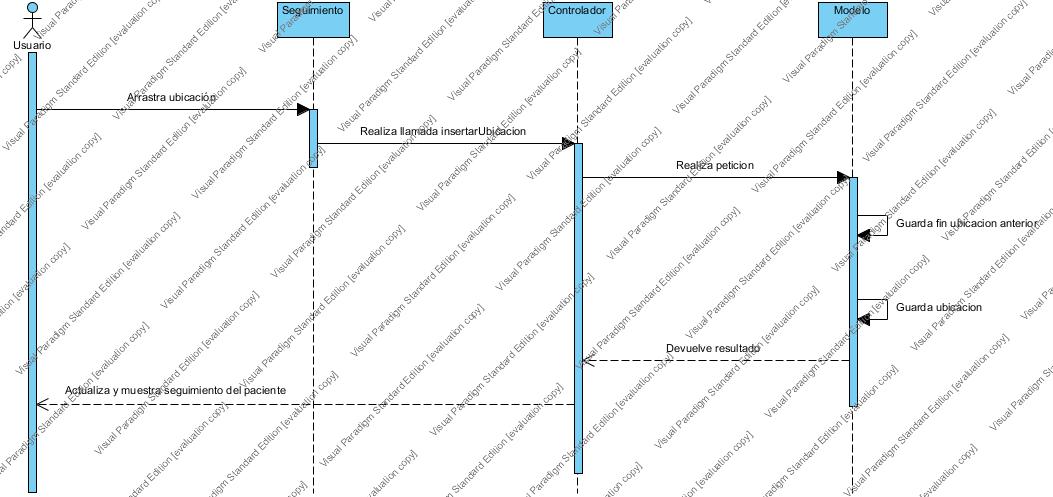 Seguimiento
Controlador
Modelo
Usuario
Arrastra ubicación
Realiza llamada insertarUbicacion
Realiza peticion
Guarda fin ubicacion anterior
Guarda ubicacion
Devuelve resultado
Actualiza y muestra seguimiento del paciente
Visual Paradigm Standard Edition [evaluation copy]